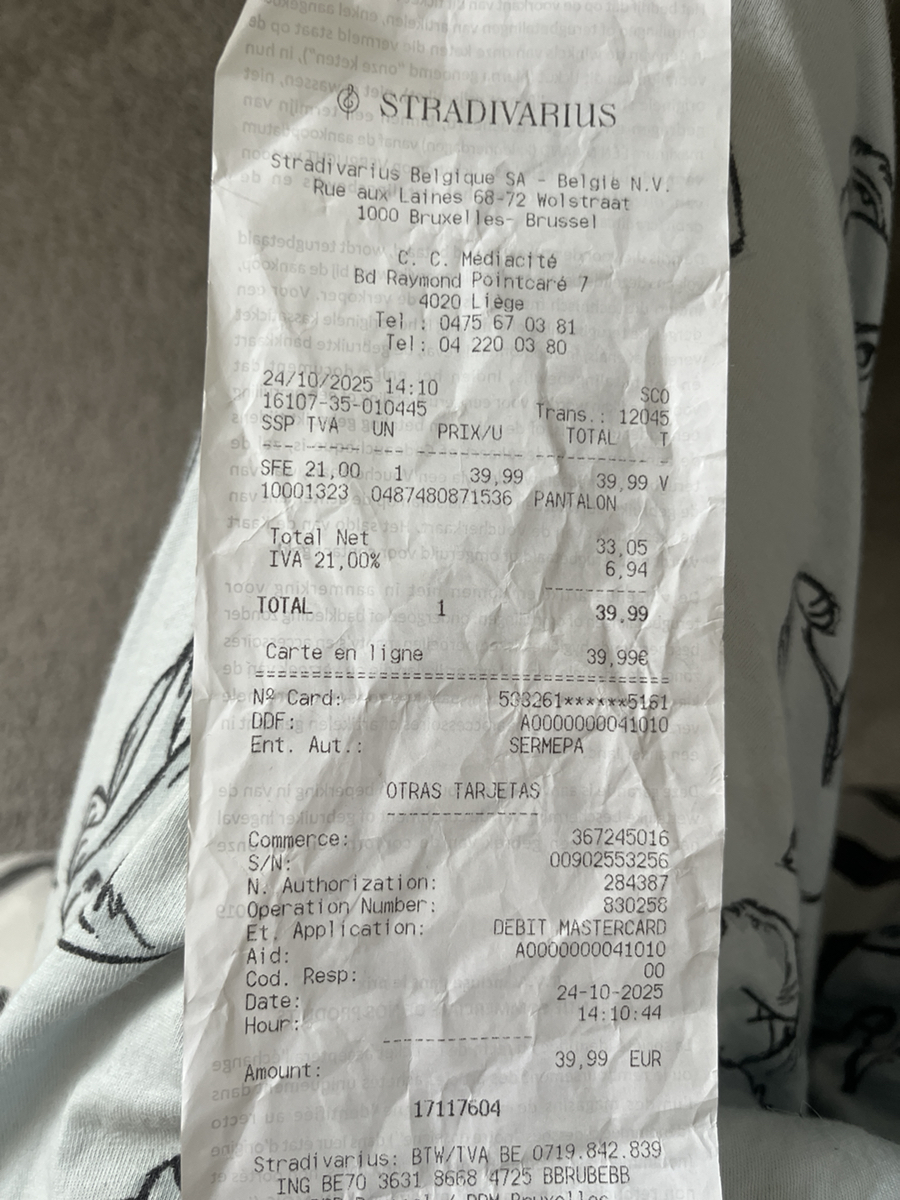 STRADIVARIUS
Stradivarius Belgique SA - België N.V.
Rue aux Laines 68-72 Wolstraat
1000 Bruxelles- Brussel
C. C. Médiacité
Bd Raymond Pointcaré 7
4020 Liège
Tel : 0475 67 03 81
Tel: 04 220 03 80
24/10/2025 14:10 SCO
16107-35-010445 Trans.: 12045
SSP TVA UN PRIX/U TOTAL T
SFE 21,00 1 39,99 39,99 V
10001323 0487480871536 PANTALON
Total Net 33,05
IVA 21,00% 6,94
TOTAL 1 39,99
Carte en ligne 39,99€
Nº Card: 533261******5161
DDF: A0000000041010
Ent. Aut.: SERMEPA
OTRAS TARJETAS
Commerce: 367245016
S/N: 00902553256
N. Authorization: 284387
Operation Number: 830258
Et. Application: DEBIT MASTERCARD
Aid: A0000000041010
Cod. Resp: 00
Date: 24-10-2025
Hour: 14:10:44
Amount: 39,99 EUR
17117604
Stradivarius: BTW/TVA BE 0719.842.839
ING BE70 3631 8668 4725 BBRUBEBB